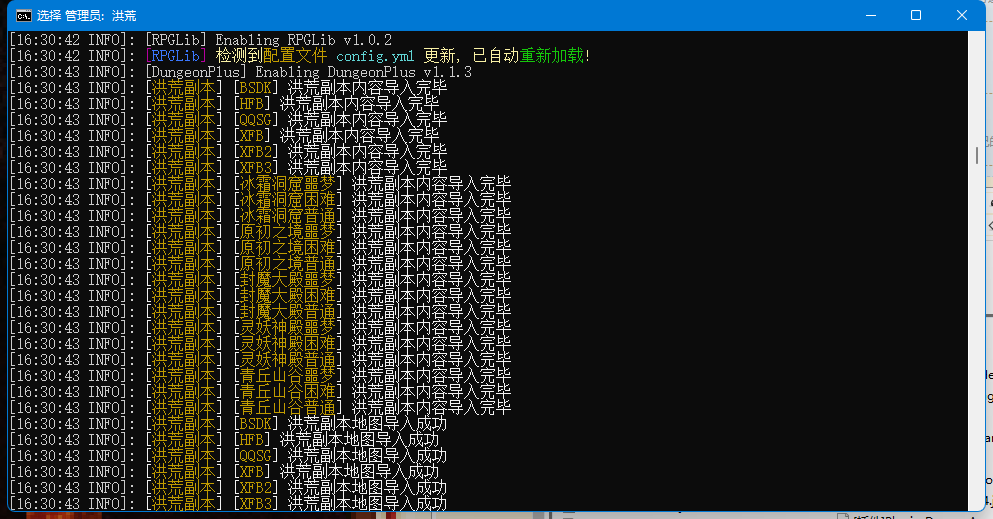 选择 管理员: 洪荒
[16:30:42 INFO]: [RPGLib] Enabling RPGLib v1.0.2
[16:30:42 INFO]: [RPGLib] 检测到配置文件 config.yml 更新, 已自动重新加载!
[16:30:43 INFO]: [DungeonPlus] Enabling DungeonPlus v1.1.3
[16:30:43 INFO]: [洪荒副本] [BSDK] 洪荒副本内容导入完毕
[16:30:43 INFO]: [洪荒副本] [HFB] 洪荒副本内容导入完毕
[16:30:43 INFO]: [洪荒副本] [QQSG] 洪荒副本内容导入完毕
[16:30:43 INFO]: [洪荒副本] [XFB] 洪荒副本内容导入完毕
[16:30:43 INFO]: [洪荒副本] [XFB2] 洪荒副本内容导入完毕
[16:30:43 INFO]: [洪荒副本] [XFB3] 洪荒副本内容导入完毕
[16:30:43 INFO]: [洪荒副本] [冰霜洞窟噩梦] 洪荒副本内容导入完毕
[16:30:43 INFO]: [洪荒副本] [冰霜洞窟困难] 洪荒副本内容导入完毕
[16:30:43 INFO]: [洪荒副本] [冰霜洞窟普通] 洪荒副本内容导入完毕
[16:30:43 INFO]: [洪荒副本] [原初之境噩梦] 洪荒副本内容导入完毕
[16:30:43 INFO]: [洪荒副本] [原初之境困难] 洪荒副本内容导入完毕
[16:30:43 INFO]: [洪荒副本] [原初之境普通] 洪荒副本内容导入完毕
[16:30:43 INFO]: [洪荒副本] [封魔大殿噩梦] 洪荒副本内容导入完毕
[16:30:43 INFO]: [洪荒副本] [封魔大殿困难] 洪荒副本内容导入完毕
[16:30:43 INFO]: [洪荒副本] [封魔大殿普通] 洪荒副本内容导入完毕
[16:30:43 INFO]: [洪荒副本] [灵妖神殿噩梦] 洪荒副本内容导入完毕
[16:30:43 INFO]: [洪荒副本] [灵妖神殿困难] 洪荒副本内容导入完毕
[16:30:43 INFO]: [洪荒副本] [灵妖神殿普通] 洪荒副本内容导入完毕
[16:30:43 INFO]: [洪荒副本] [青丘山谷噩梦] 洪荒副本内容导入完毕
[16:30:43 INFO]: [洪荒副本] [青丘山谷困难] 洪荒副本内容导入完毕
[16:30:43 INFO]: [洪荒副本] [青丘山谷普通] 洪荒副本内容导入完毕
[16:30:43 INFO]: [洪荒副本] [BSDK] 洪荒副本地图导入成功
[16:30:43 INFO]: [洪荒副本] [HFB] 洪荒副本地图导入成功
[16:30:43 INFO]: [洪荒副本] [QQSG] 洪荒副本地图导入成功
[16:30:43 INFO]: [洪荒副本] [XFB] 洪荒副本地图导入成功
[16:30:43 INFO]: [洪荒副本] [XFB2] 洪荒副本地图导入成功
[16:30:43 INFO]: [洪荒副本] [XFB3] 洪荒副本地图导入成功